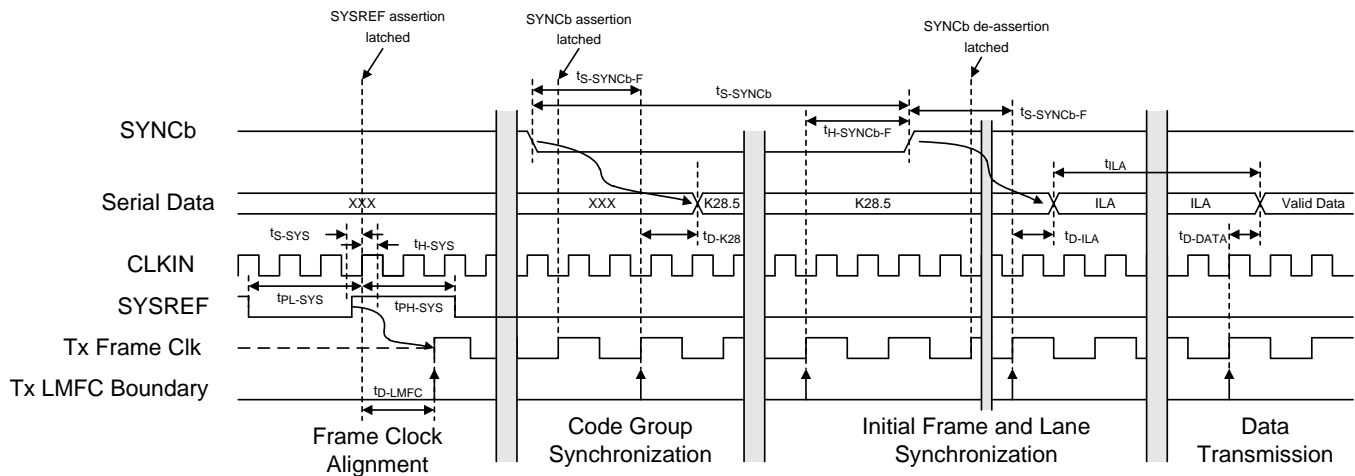 SYSREF assertion
latched
SYNCb assertion
latched
SYNCb de-assertion
latched
tS-SYNCb-F
tS-SYNCb
tS-SYNCb-F
SYNCb
tH-SYNCb-F
tILA
Serial Data
XXX
XXX
K28.5
K28.5
ILA
ILA
Valid Data
tS-SYS
tH-SYS
tD-K28
tD-ILA
tD-DATA
CLKIN
tPL-SYS
tPH-SYS
SYSREF
Tx Frame Clk
Tx LMFC Boundary
tD-LMFC
Frame Clock
Alignment
Code Group
Synchronization
Initial Frame and Lane
Synchronization
Data
Transmission